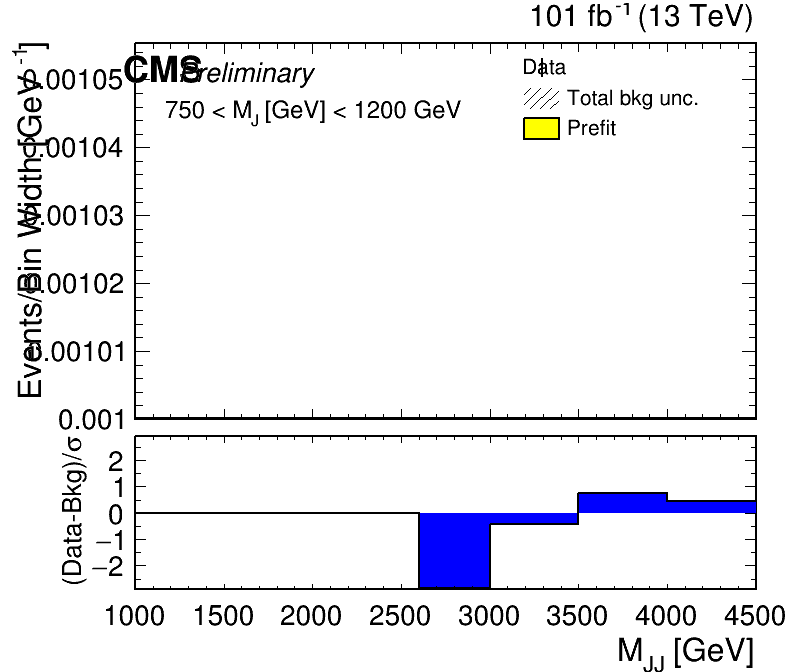 101 fb⁻¹ (13 TeV)
CMS Preliminary
750 < M_J [GeV] < 1200 GeV
Data
Total bkg unc.
Prefit
Events/Bin Width [GeV⁻¹]
0.00105
0.00104
0.00103
0.00102
0.00101
0.001
(Data-Bkg)/σ
2
1
0
−1
−2
1000 1500 2000 2500 3000 3500 4000 4500
M_JJ [GeV]